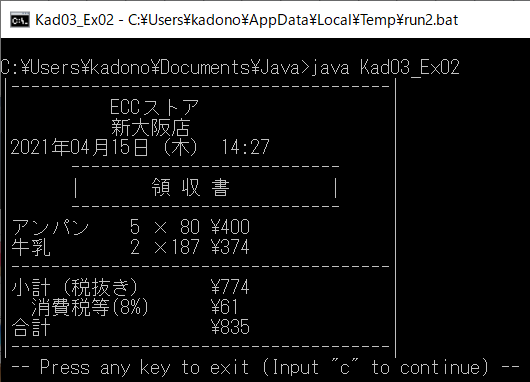 Kad03_Ex02 - C:¥Users¥kadono¥AppData¥Local¥Temp¥run2.bat
C:¥Users¥kadono¥Documents¥Java>java Kad03_Ex02
|--------------------------------------|
ECCストア
新大阪店
2021年04月15日（木） 14:27
---------------------------
|　　　領 収 書　　　|
---------------------------
アンパン 5 × 80 ¥400
牛乳 2 ×187 ¥374
|--------------------------------------|
小計（税抜き） ¥774
消費税等(8%) ¥61
合計 ¥835
|--------------------------------------|
-- Press any key to exit (Input "c" to continue) --